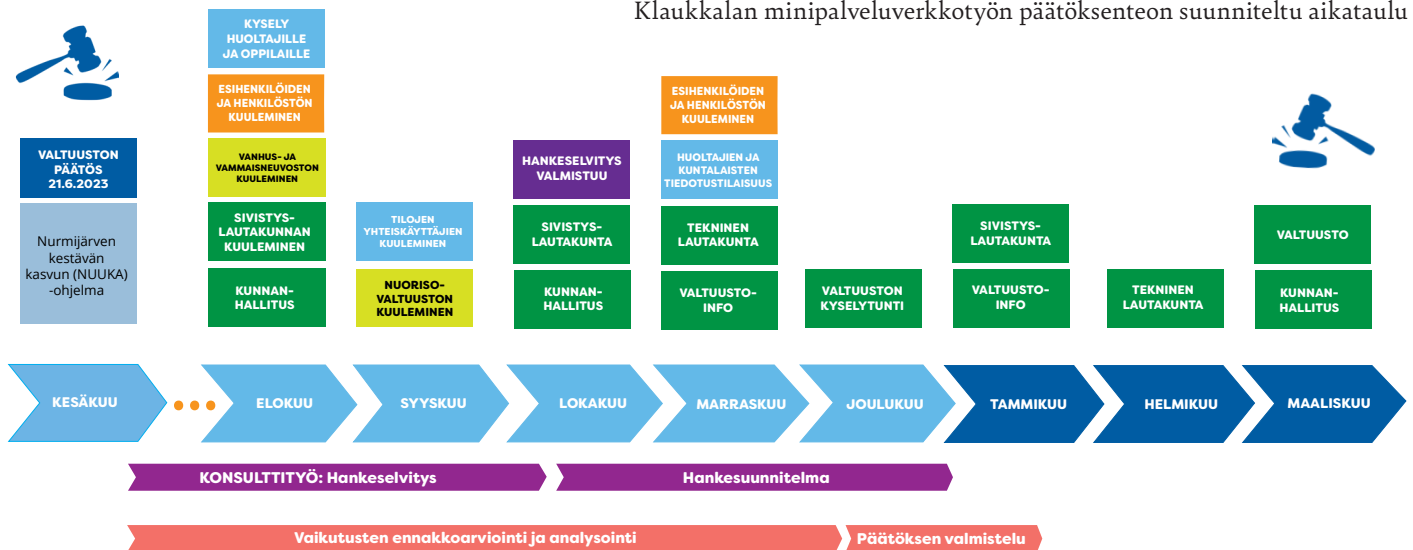 Klaukkalan minipalveluverkkotyön päätöksenteon suunniteltu aikataulu
VALTUUSTON
PÄÄTÖS
21.6.2023
Nurmijärven
kestävän
kasvun (NUUKA)
-ohjelma
KYSELY
HUOLTAJILLE
JA OPPILAILLE
ESIHENKILÖIDEN
JA HENKILÖSTÖN
KUULEMINEN
VANHUS- JA
VAMMAISNEUVOSTON
KUULEMINEN
SIVISTYS-
LAUTAKUNNAN
KUULEMINEN
KUNNAN-
HALLITUS
TILOJEN
YHTEISKÄYTTÄJIEN
KUULEMINEN
NUORISO-
VALTUUSTON
KUULEMINEN
HANKESELVITYS
VALMISTUU
SIVISTYS-
LAUTAKUNTA
KUNNAN-
HALLITUS
ESIHENKILÖIDEN
JA HENKILÖSTÖN
KUULEMINEN
HUOLTAJIEN JA
KUNTALAISTEN
TIEDOTUSTILAISUUS
TEKNINEN
LAUTAKUNTA
VALTUUSTO-
INFO
VALTUUSTON
KYSELYTUNTI
SIVISTYS-
LAUTAKUNTA
VALTUUSTO-
INFO
TEKNINEN
LAUTAKUNTA
VALTUUSTO
KUNNAN-
HALLITUS
KESÄKUU
ELOKUU
SYYSKUU
LOKAKUU
MARRASKUU
JOULUKUU
TAMMIKUU
HELMIKUU
MAALISKUU
KONSULTTITYÖ: Hankeselvitys
Hankesuunnitelma
Vaikutusten ennakkoarviointi ja analysointi
Päätöksen valmistelu